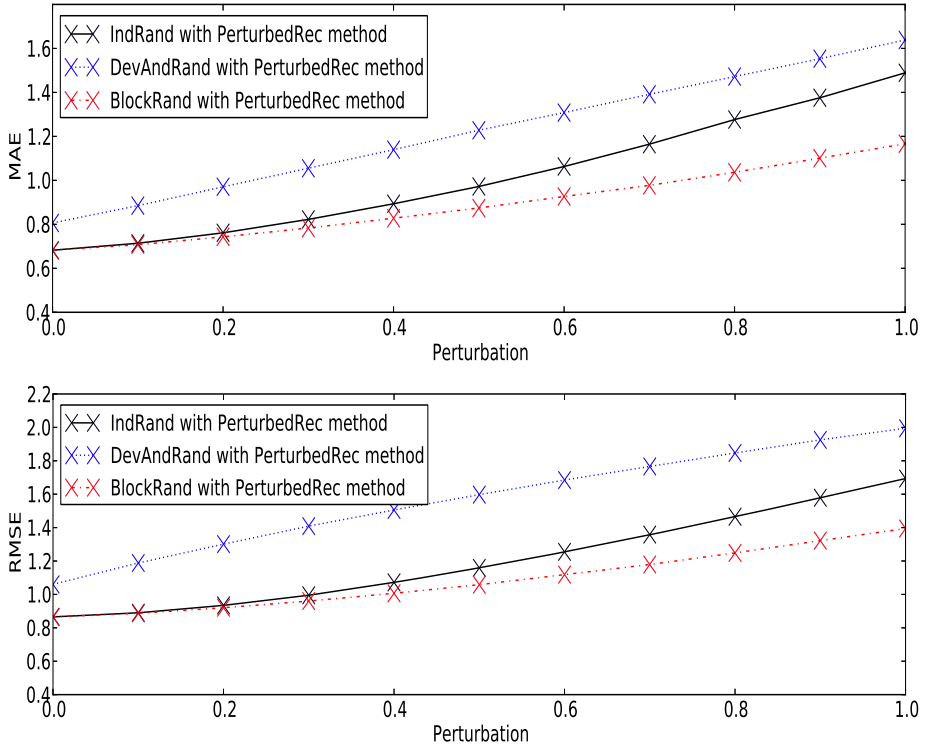 IndRand with PerturbedRec method
DevAndRand with PerturbedRec method
BlockRand with PerturbedRec method
MAE
1.6
1.4
1.2
1.0
0.8
0.6
0.4
0.0 0.2 0.4 0.6 0.8 1.0
Perturbation
IndRand with PerturbedRec method
DevAndRand with PerturbedRec method
BlockRand with PerturbedRec method
RMSE
2.2
2.0
1.8
1.6
1.4
1.2
1.0
0.8
0.6
0.4
0.0 0.2 0.4 0.6 0.8 1.0
Perturbation